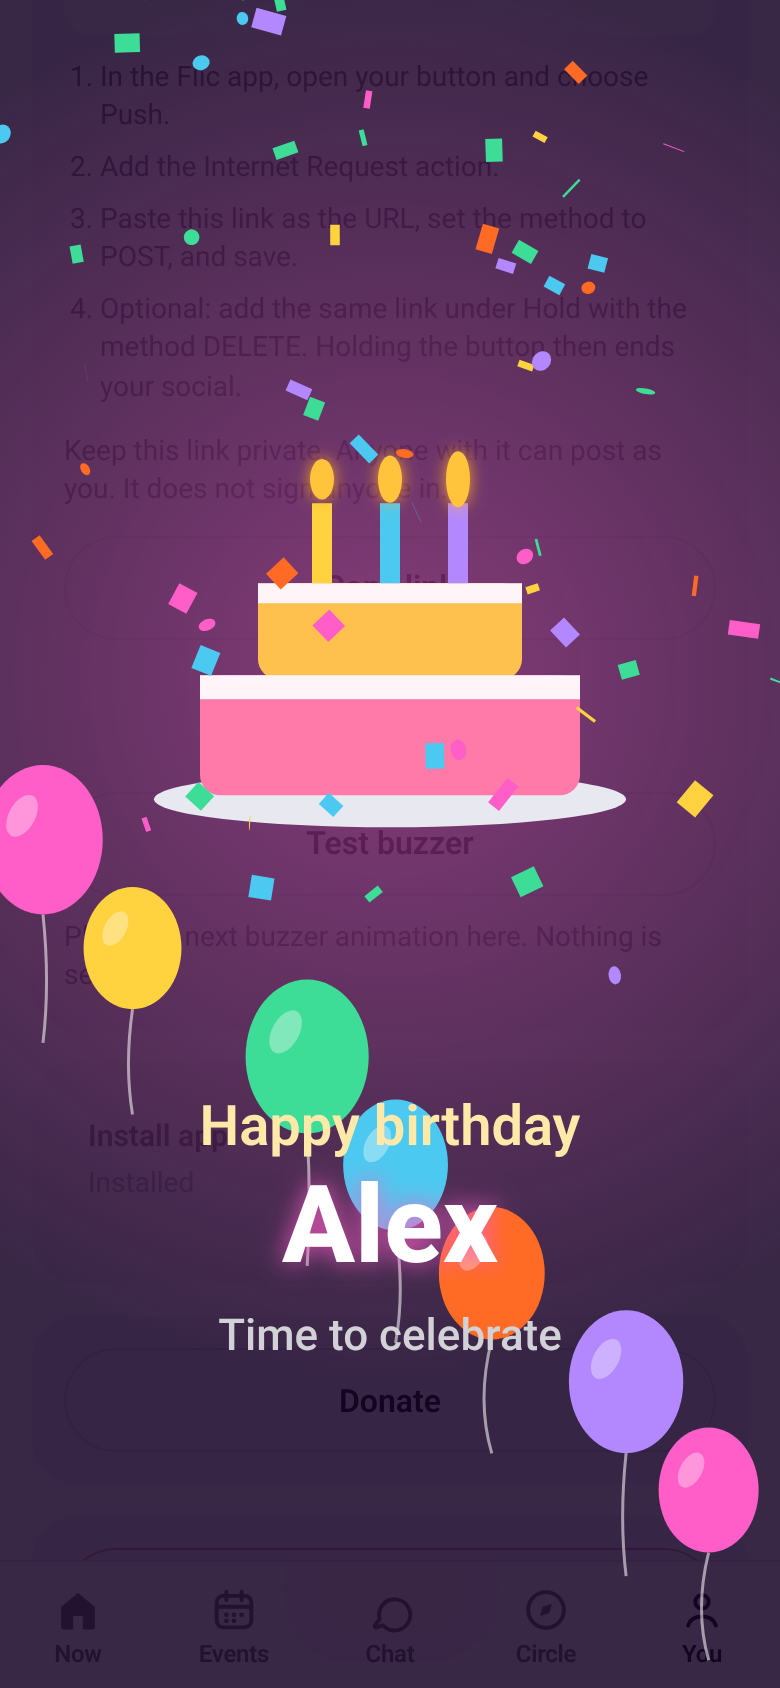 1. In the Flic app, open your button and choose
Push.
2. Add the Internet Request action.
3. Paste this link as the URL, set the method to
POST, and save.
4. Optional: add the same link under Hold with the
method DELETE. Holding the button then ends
your social.
Keep this link private. Anyone with it can post as
you. It does not sign anyone in.
link
Test buzzer
next buzzer animation here. Nothing is
Happy birthday
Install app
Installed
Alex
Time to celebrate
Donate
Now
Events
Chat
Circle
You